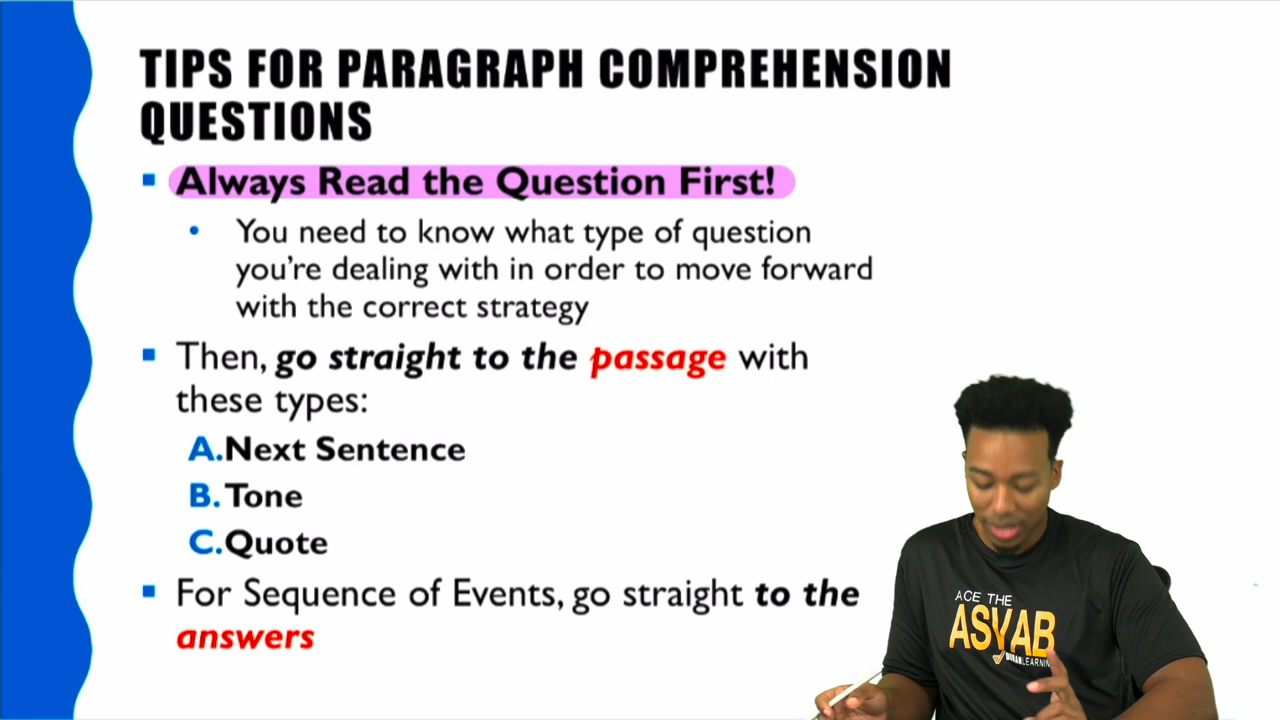 TIPS FOR PARAGRAPH COMPREHENSION
QUESTIONS
Always Read the Question First!
You need to know what type of question
you're dealing with in order to move forward
with the correct strategy
Then, go straight to the passage with
these types:
A.Next Sentence
B. Tone
C.Quote
For Sequence of Events, go straight to the
answers
ACE THE
ASVAB
LEARNING